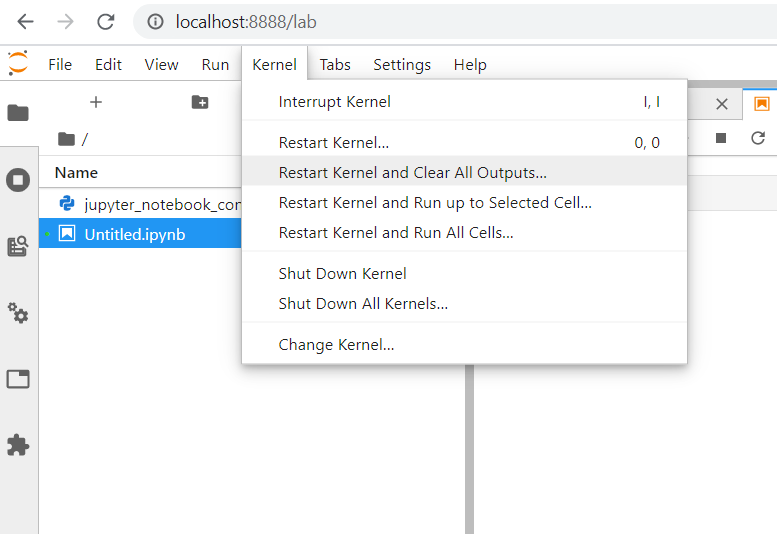 localhost:8888/lab
File Edit View Run Kernel Tabs Settings Help
Interrupt Kernel I, I
/
Restart Kernel... 0, 0
Name
Restart Kernel and Clear All Outputs...
jupyter_notebook_con
Restart Kernel and Run up to Selected Cell...
Untitled.ipynb
Restart Kernel and Run All Cells...
Shut Down Kernel
Shut Down All Kernels...
Change Kernel...